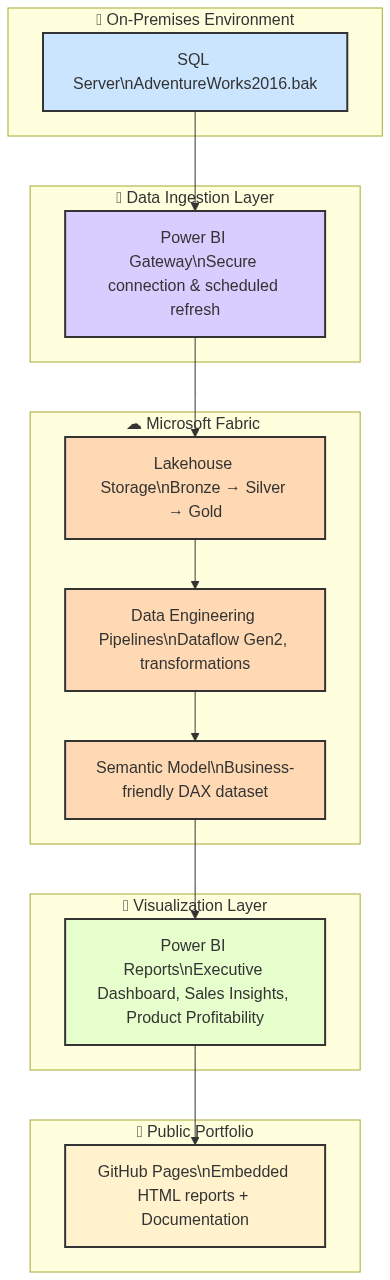 On-Premises Environment
SQL
Server\nAdventureWorks2016.bak
Data Ingestion Layer
Power BI
Gateway\nSecure
connection & scheduled
refresh
☁ Microsoft Fabric
Lakehouse
Storage\nBronze → Silver
→ Gold
Data Engineering
Pipelines\nDataflow Gen2,
transformations
Semantic Model\nBusiness-
friendly DAX dataset
Visualization Layer
Power BI
Reports\nExecutive
Dashboard, Sales Insights,
Product Profitability
Public Portfolio
GitHub Pages\nEmbedded
HTML reports +
Documentation